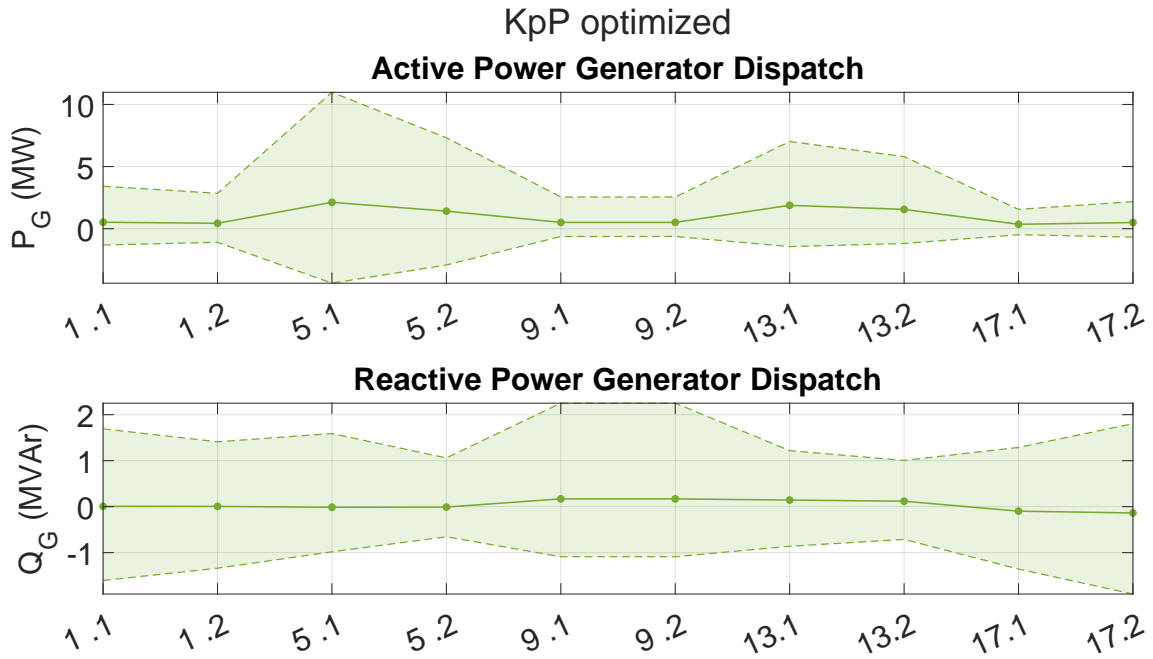 KpP optimized
Active Power Generator Dispatch
P_G (MW)
10
5
0
1 .1 1 .2 5 .1 5 .2 9 .1 9 .2 13.1 13.2 17.1 17.2
Reactive Power Generator Dispatch
Q_G (MVAr)
2
1
0
-1
1 .1 1 .2 5 .1 5 .2 9 .1 9 .2 13.1 13.2 17.1 17.2